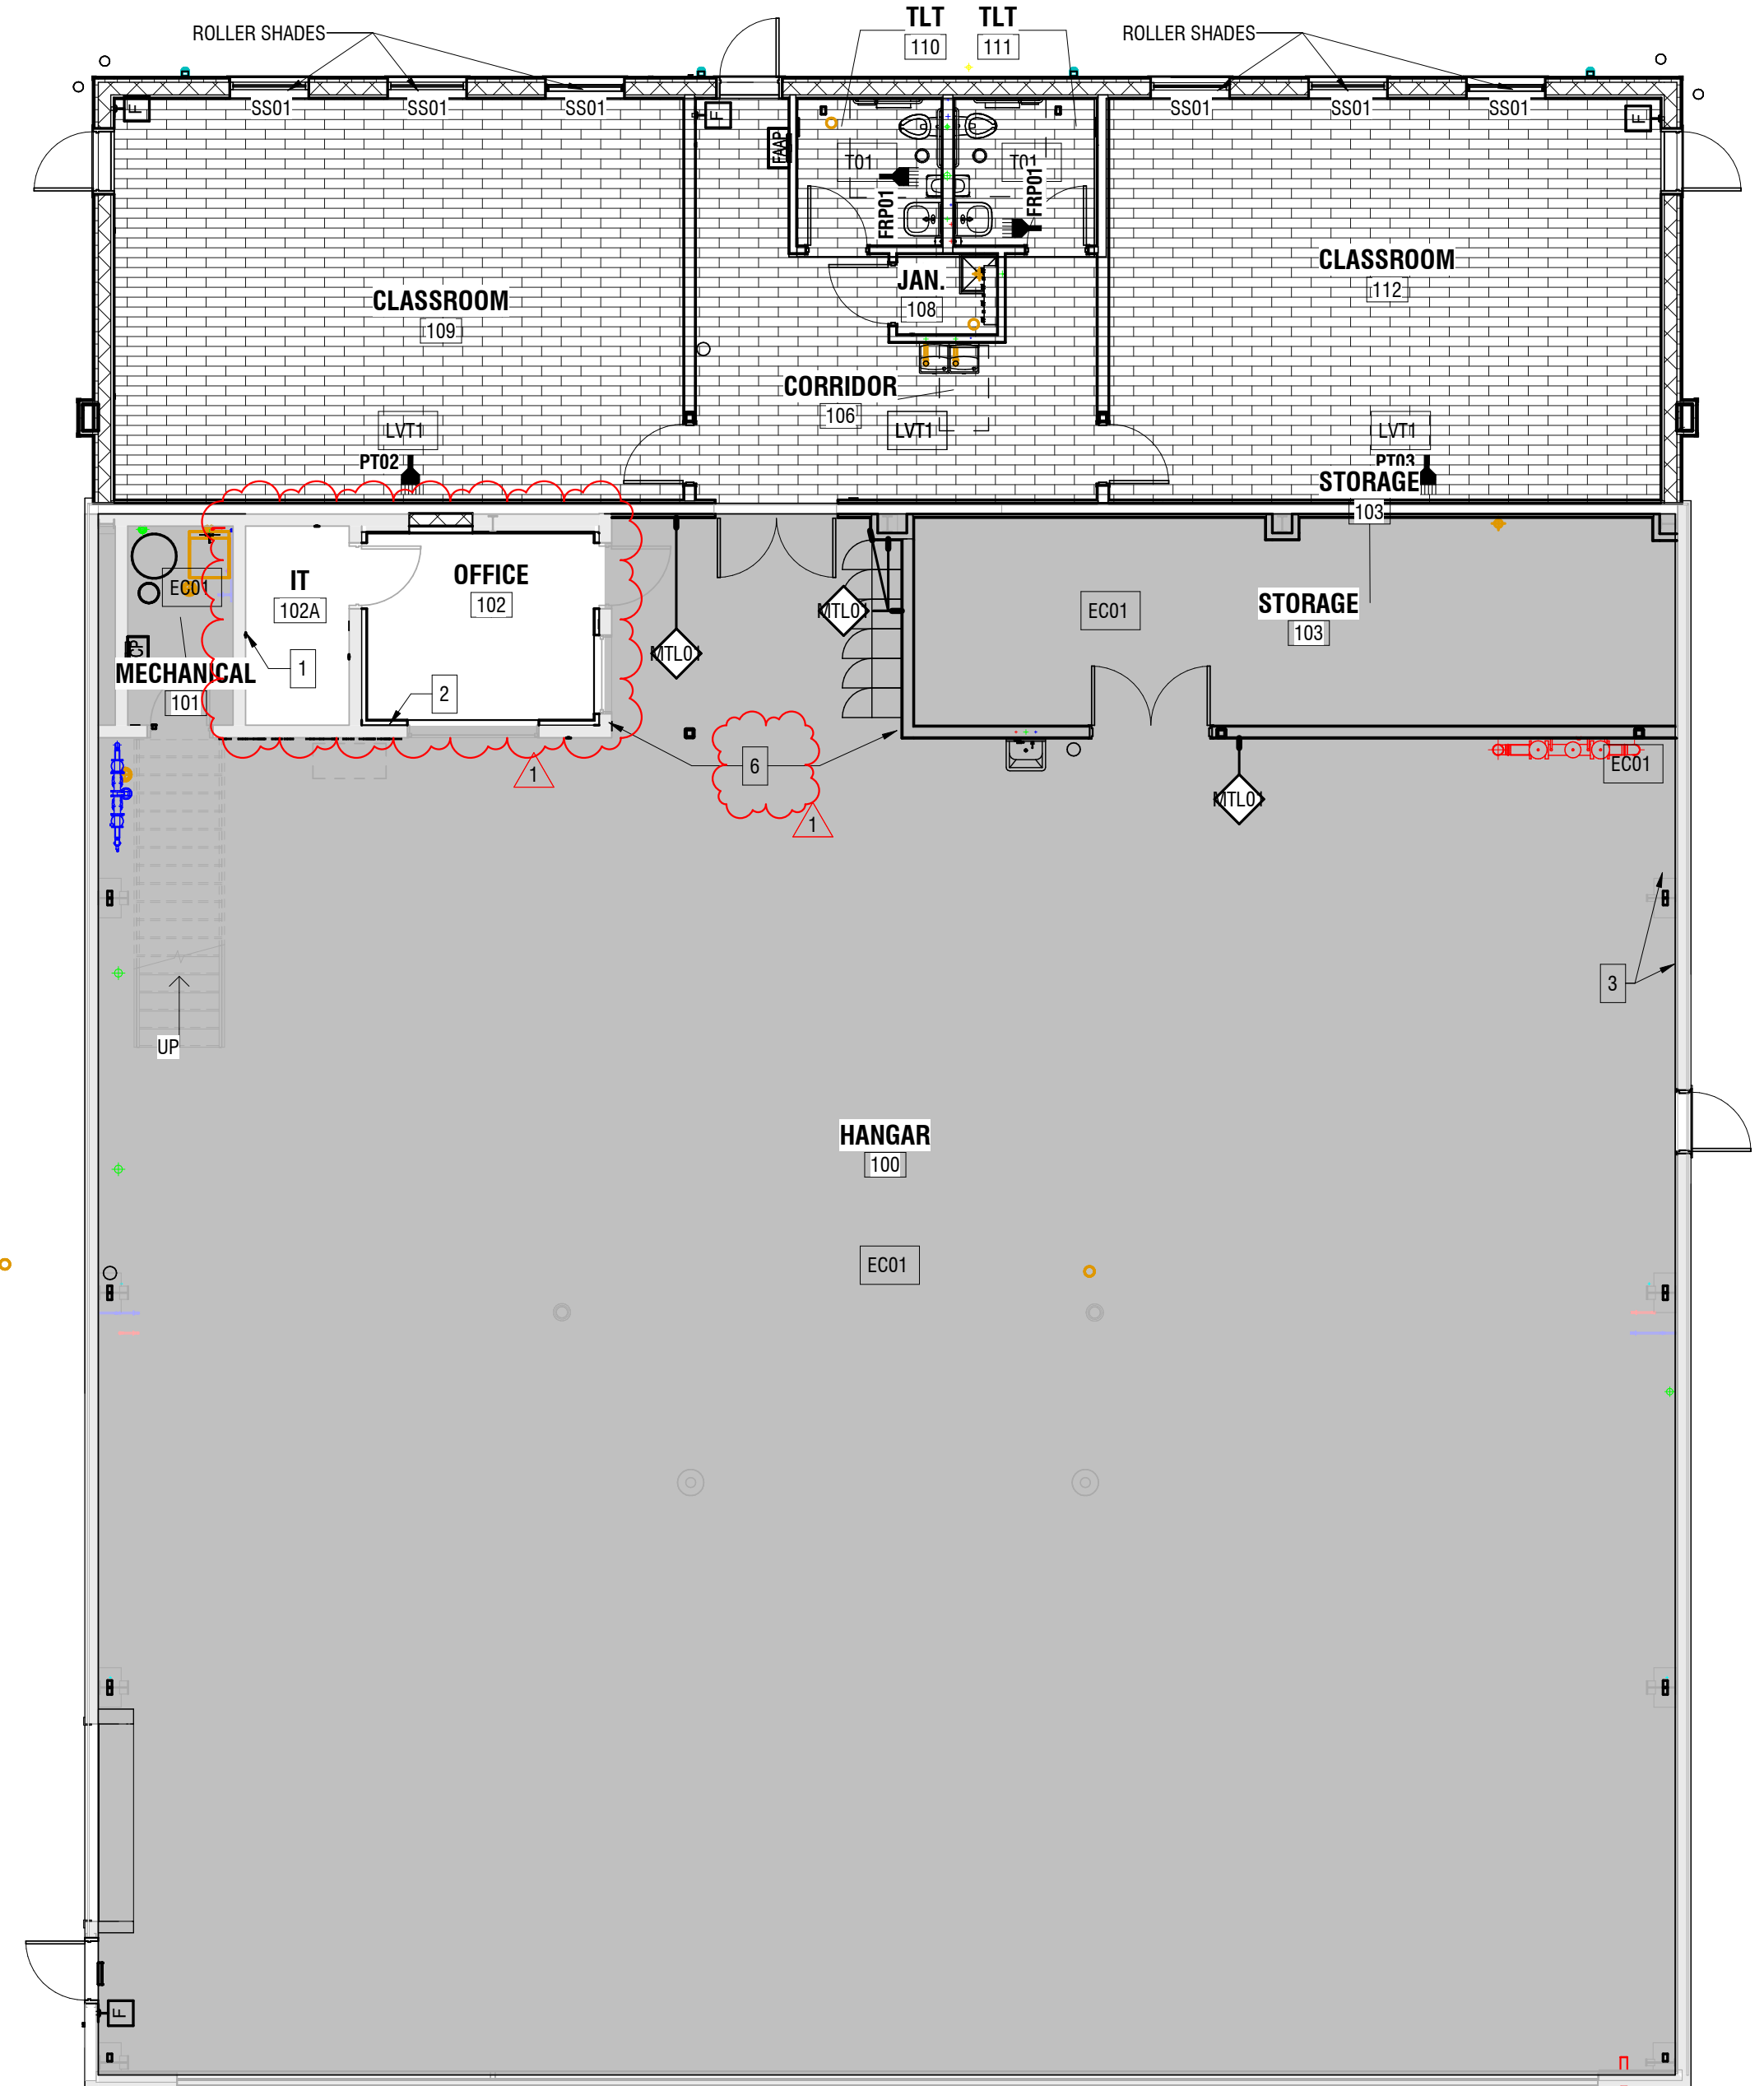 TLT TLT
110 111
ROLLER SHADES
ROLLER SHADES
F
SS01
SS01
SS01
F
FAAP
T01
FRP01
T01
FRP01
SS01
SS01
SS01
F
CLASSROOM
109
JAN.
108
CLASSROOM
112
CORRIDOR
106
LVT1
LVT1
LVT1
PT02
PT03
STORAGE
103
EC01
IT
102A
OFFICE
102
MTL01
MTL01
EC01
STORAGE
103
CP
MECHANICAL
101
1
2
6
1
1
MTL01
EC01
3
UP
HANGAR
100
EC01
F